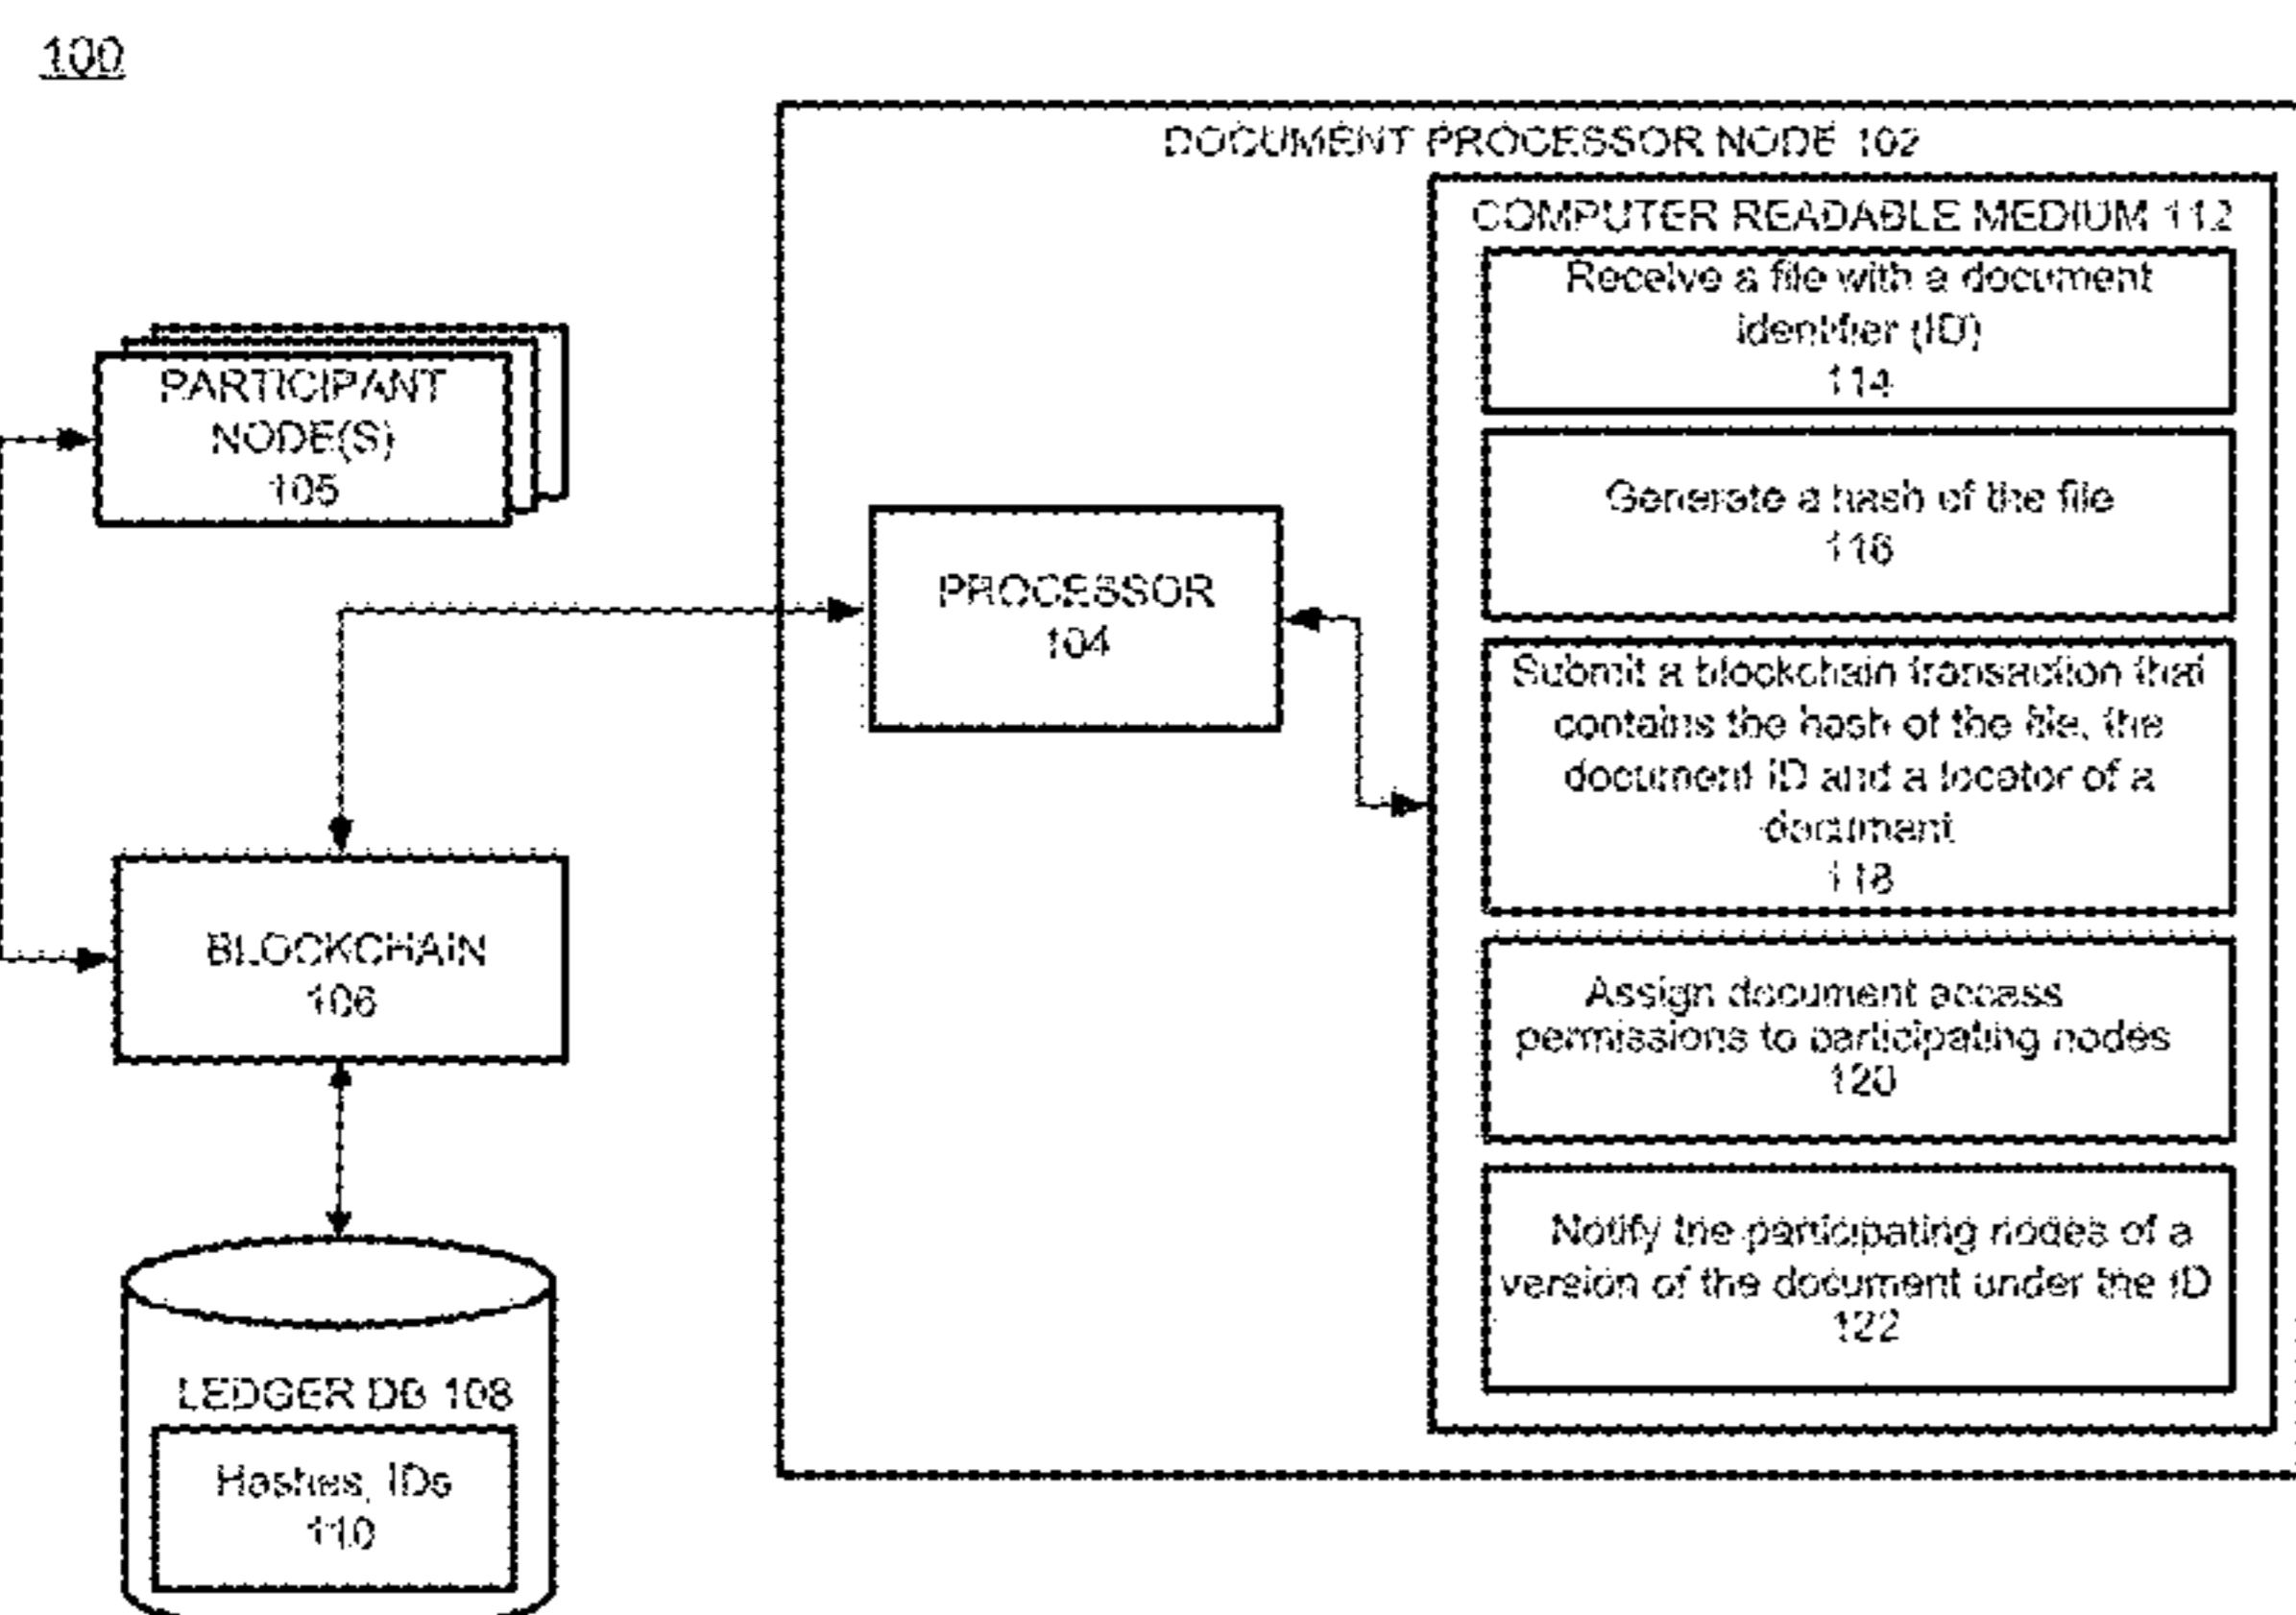 100
DOCUMENT PROCESSOR NODE 102
COMPUTER READABLE MEDIUM 112
Receive a file with a document
identifier (ID)
114
Generate a hash of the file
116
Submit a blockchain transaction that
contains the hash of the file, the
document ID and a locator of a
document
118
Assign document access
permissions to participating nodes
120
Notify the participating nodes of a
version of the document under the ID
122
PROCESSOR
104
PARTICIPANT
NODE(S)
105
BLOCKCHAIN
106
LEDGER DB 108
Hashes, IDs
110